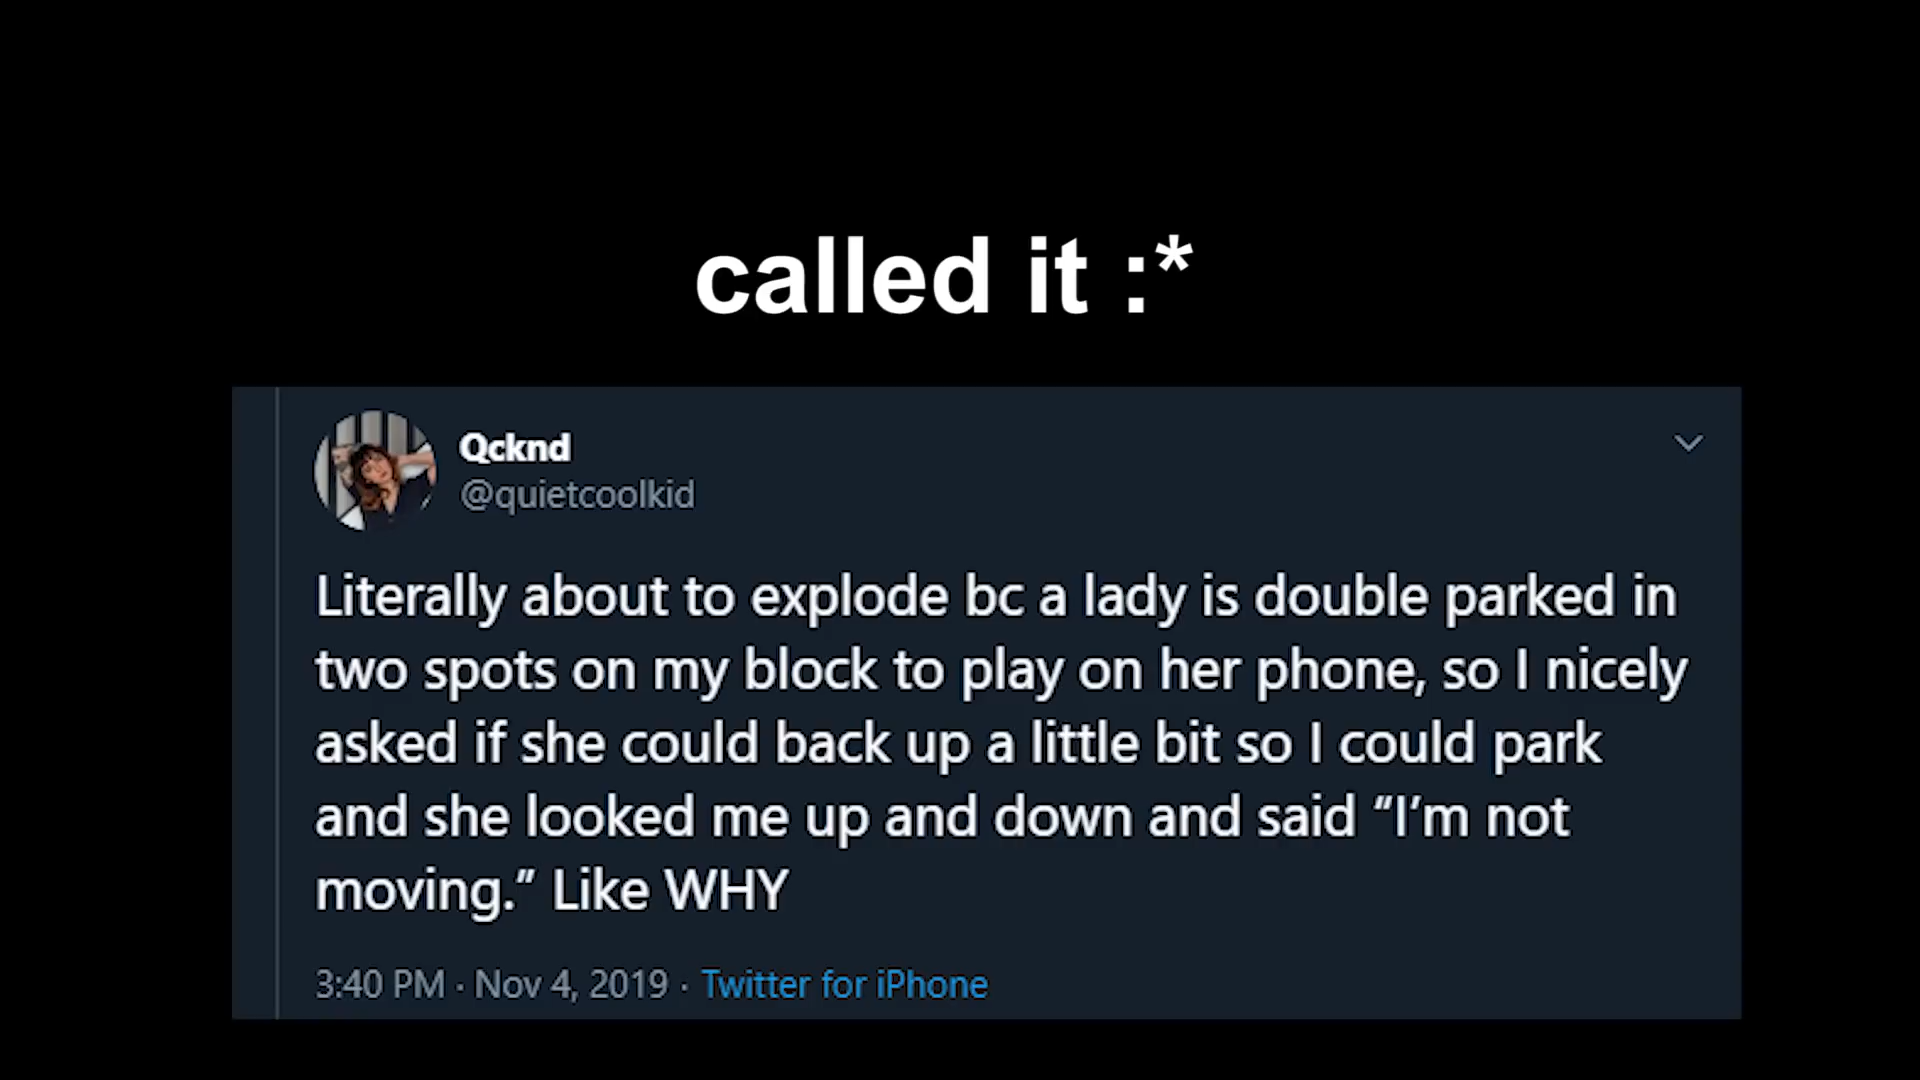 called it :*
Qcknd
@quietcoolkid
Literally about to explode bc a lady is double parked in
two spots on my block to play on her phone, so I nicely
asked if she could back up a little bit so I could park
and she looked me up and down and said “I’m not
moving.” Like WHY
3:40 PM · Nov 4, 2019 · Twitter for iPhone